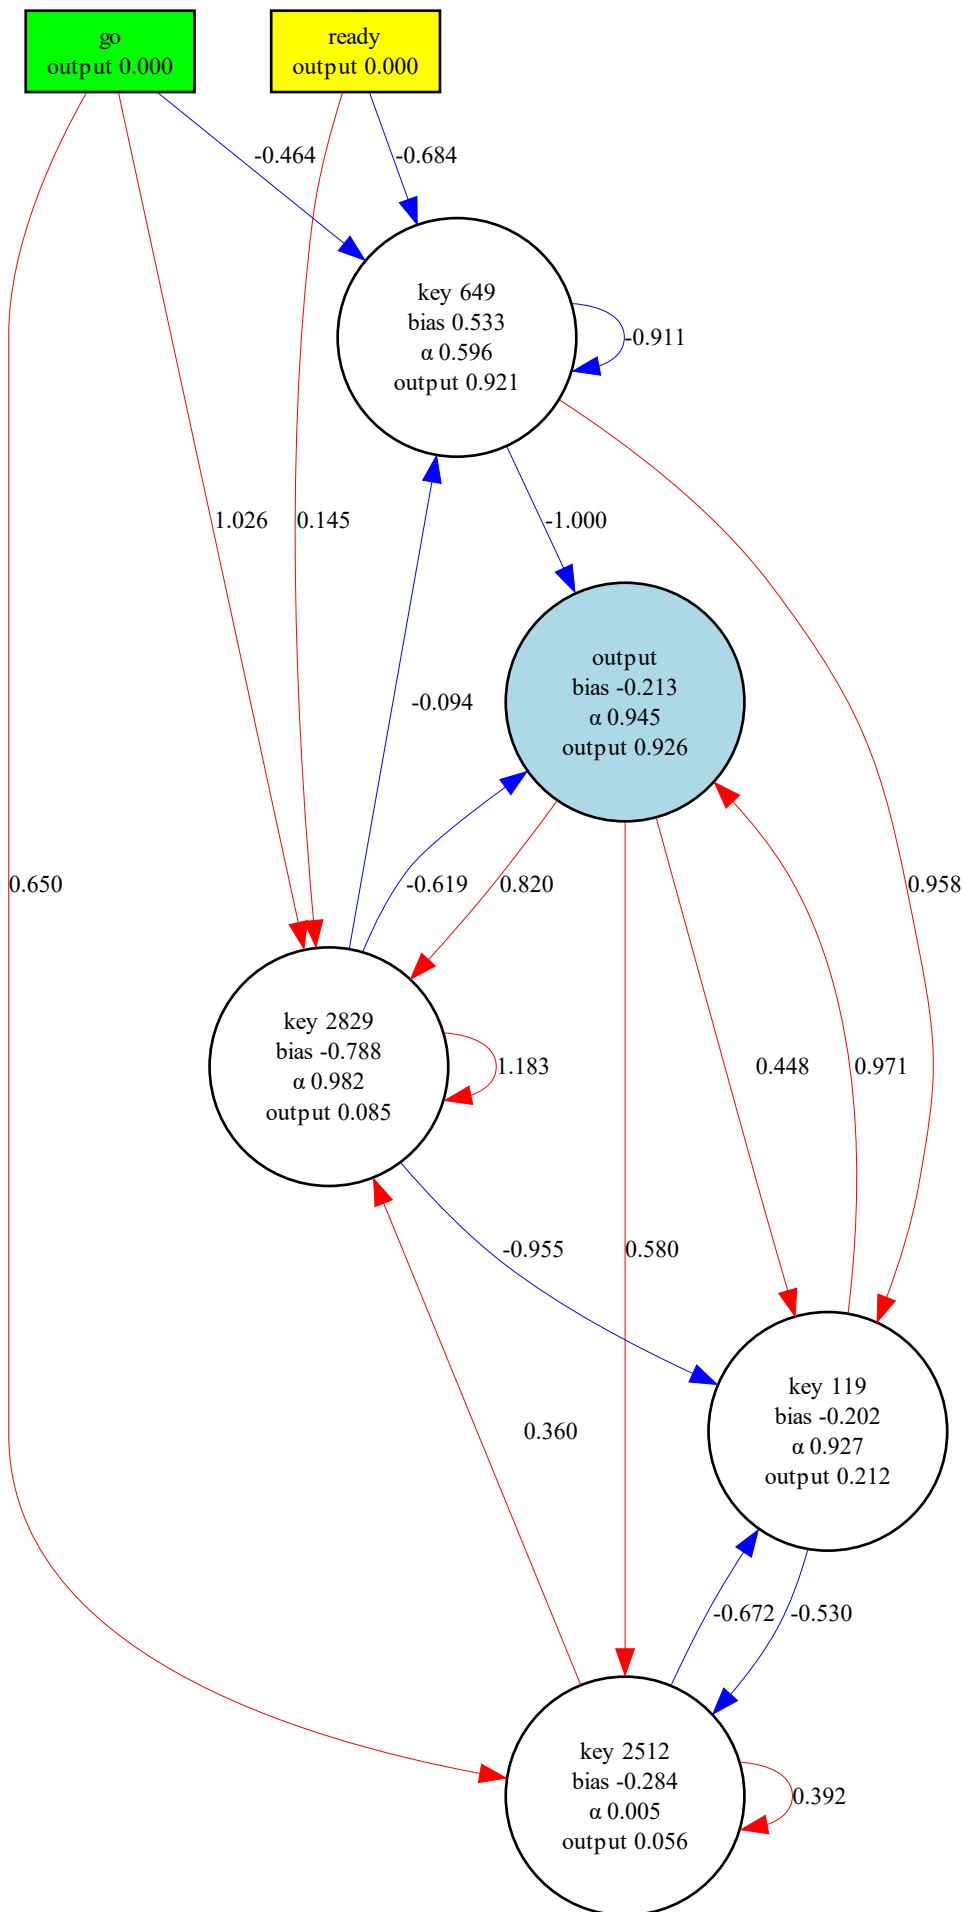 go
output 0.000
ready
output 0.000
-0.464
-0.684
key 649
bias 0.533
α 0.596
output 0.921
-0.911
1.026
0.145
-1.000
output
bias -0.213
α 0.945
output 0.926
-0.094
0.650
-0.619
0.820
0.958
key 2829
bias -0.788
α 0.982
output 0.085
1.183
0.448
0.971
-0.955
0.580
key 119
bias -0.202
α 0.927
output 0.212
0.360
-0.672
-0.530
key 2512
bias -0.284
α 0.005
output 0.056
0.392